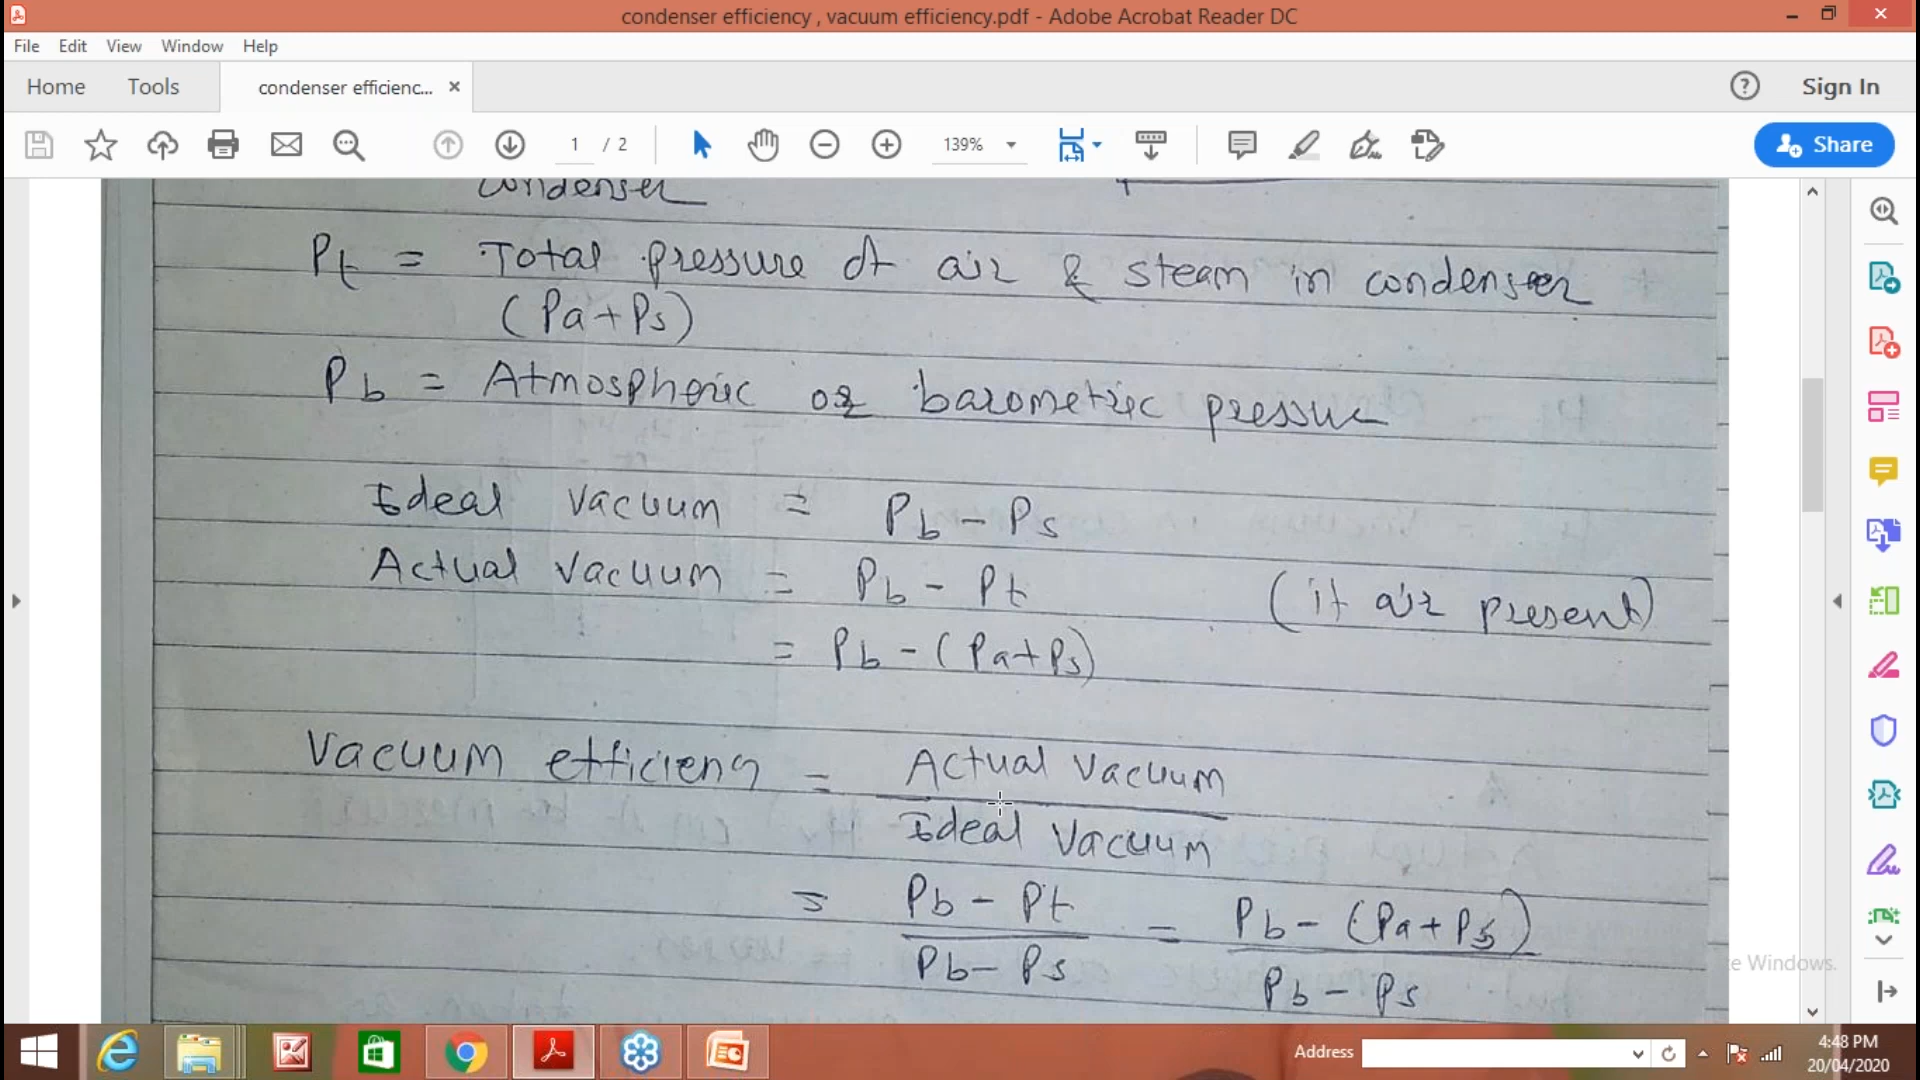 condenser efficiency , vacuum efficiency.pdf - Adobe Acrobat Reader DC
File Edit View Window Help
Home Tools condenser efficienc... × Sign In
1 / 2 139% Share
condenser
Pt = Total pressure of air & steam in condenser
(Pa+Ps)
Pb = Atmospheric or barometric pressure
Ideal vacuum = Pb - Ps
Actual vacuum = Pb - Pt (if air present)
= Pb - (Pa+Ps)
Vacuum efficiency = Actual vacuum
Ideal vacuum
= Pb - Pt = Pb - (Pa+Ps)
Pb - Ps Pb - Ps
e Windows.
Address
4:48 PM
20/04/2020